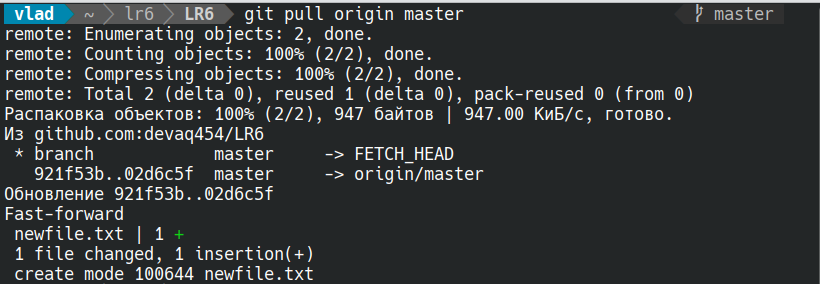 vlad ~ lr6 LR6 git pull origin master master
remote: Enumerating objects: 2, done.
remote: Counting objects: 100% (2/2), done.
remote: Compressing objects: 100% (2/2), done.
remote: Total 2 (delta 0), reused 1 (delta 0), pack-reused 0 (from 0)
Распаковка объектов: 100% (2/2), 947 байтов | 947.00 КиБ/с, готово.
Из github.com:devaq454/LR6
 * branch            master     -> FETCH_HEAD
   921f53b..02d6c5f  master     -> origin/master
Обновление 921f53b..02d6c5f
Fast-forward
 newfile.txt | 1 +
 1 file changed, 1 insertion(+)
 create mode 100644 newfile.txt